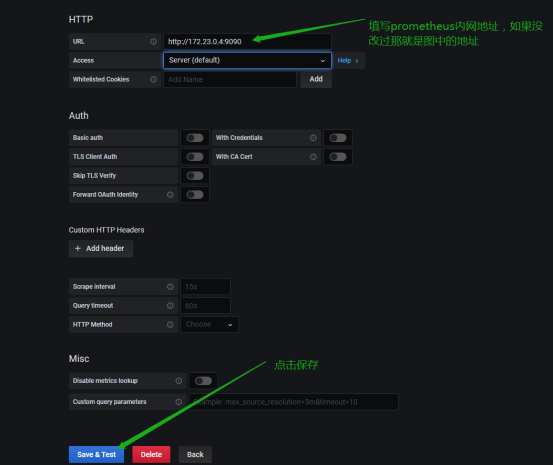 HTTP
URL
http://172.23.0.4:9090
填写prometheus内网地址，如果没
改过那就是图中的地址
Access
Server (default)
Help ›
Whitelisted Cookies
Add Name
Add
Auth
Basic auth
With Credentials
TLS Client Auth
With CA Cert
Skip TLS Verify
Forward OAuth Identity
Custom HTTP Headers
+ Add header
Scrape interval
15s
Query timeout
60s
HTTP Method
Choose
Misc
点击保存
Disable metrics lookup
Custom query parameters
Example: max_source_resolution=5m&timeout=10
Save & Test
Delete
Back